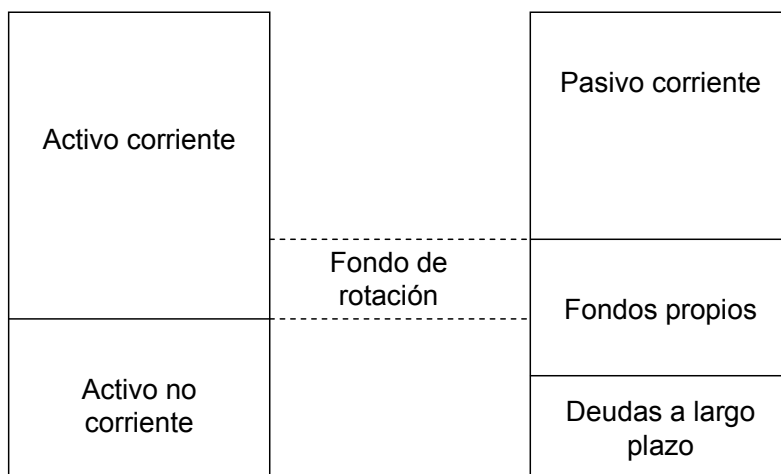 Activo corriente
Activo no
corriente
Fondo de
rotación
Pasivo corriente
Fondos propios
Deudas a largo
plazo